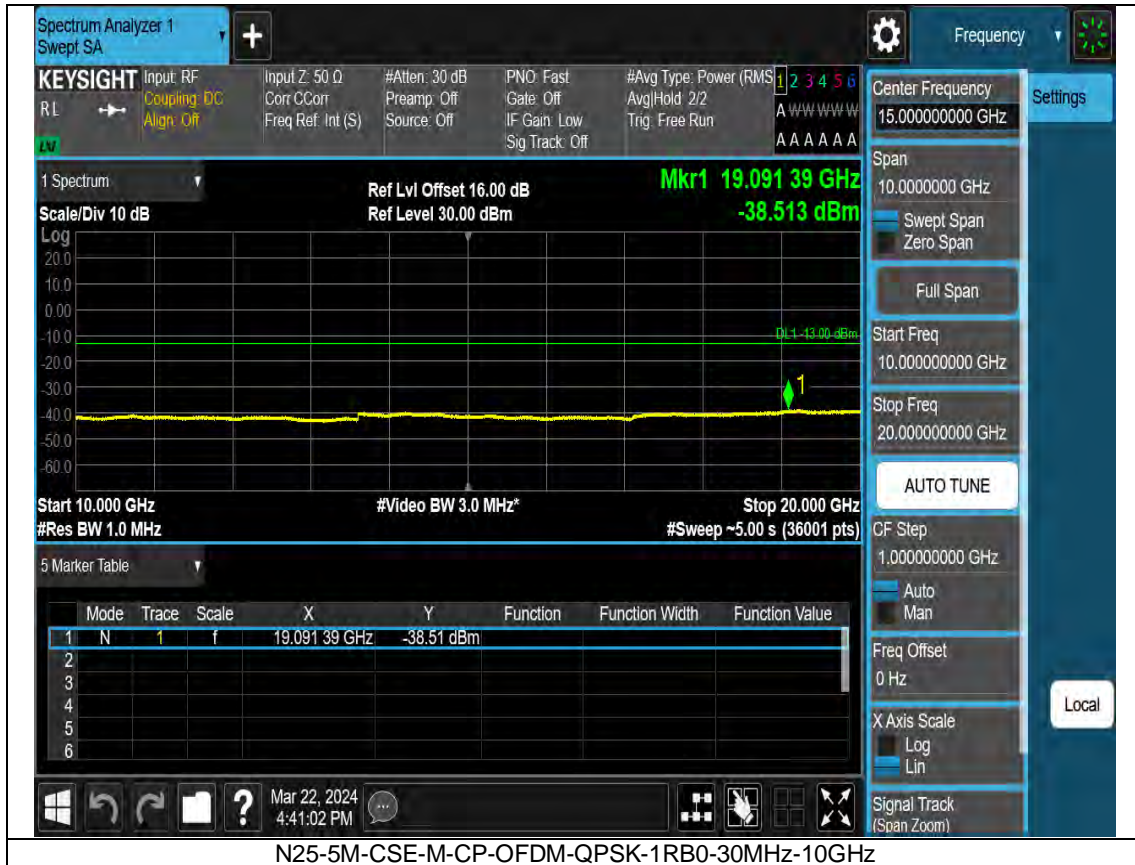 Spectrum Analyzer 1
Swept SA
Frequency
KEYSIGHT
RL
LXI
Input: RF
Coupling: DC
Align: Off
Input Z: 50 Ω
Corr CCorr
Freq Ref: Int (S)
#Atten: 30 dB
Preamp: Off
Source: Off
PNO: Fast
Gate: Off
IF Gain: Low
Sig Track: Off
#Avg Type: Power (RMS
Avg|Hold: 2/2
Trig: Free Run
1 2 3 4 5 6
A W W W W W
A A A A A A
1 Spectrum
Scale/Div 10 dB
Ref Lvl Offset 16.00 dB
Ref Level 30.00 dBm
Mkr1 19.091 39 GHz
-38.513 dBm
Log
20.0
10.0
0.00
-10.0
-20.0
-30.0
-40.0
-50.0
-60.0
DL1 -13.00 dBm
1
Start 10.000 GHz
#Video BW 3.0 MHz*
Stop 20.000 GHz
#Res BW 1.0 MHz
#Sweep ~5.00 s (36001 pts)
5 Marker Table
Mode Trace Scale X Y Function Function Width Function Value
1 N 1 f 19.091 39 GHz -38.51 dBm
2
3
4
5
6
Mar 22, 2024
4:41:02 PM
Center Frequency
15.000000000 GHz
Settings
Span
10.0000000 GHz
Swept Span
Zero Span
Full Span
Start Freq
10.000000000 GHz
Stop Freq
20.000000000 GHz
AUTO TUNE
CF Step
1.000000000 GHz
Auto
Man
Freq Offset
0 Hz
X Axis Scale
Log
Lin
Local
Signal Track
(Span Zoom)
N25-5M-CSE-M-CP-OFDM-QPSK-1RB0-30MHz-10GHz